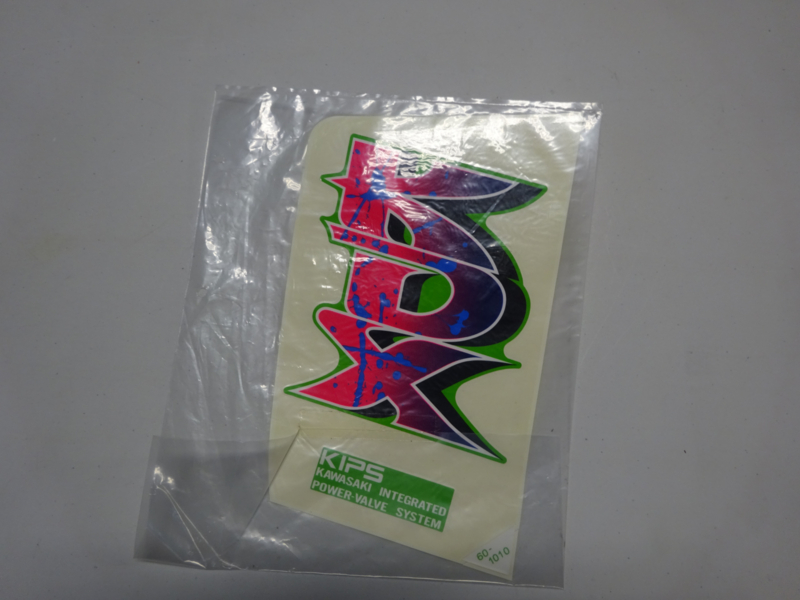 KDX
KIPS
KAWASAKI INTEGRATED
POWER-VALVE SYSTEM
60-
1010